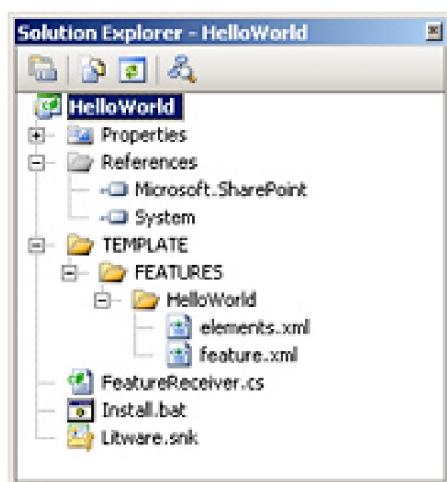 Solution Explorer - HelloWorld
HelloWorld
Properties
References
Microsoft.SharePoint
System
TEMPLATE
FEATURES
HelloWorld
elements.xml
feature.xml
FeatureReceiver.cs
Install.bat
Litware.snk